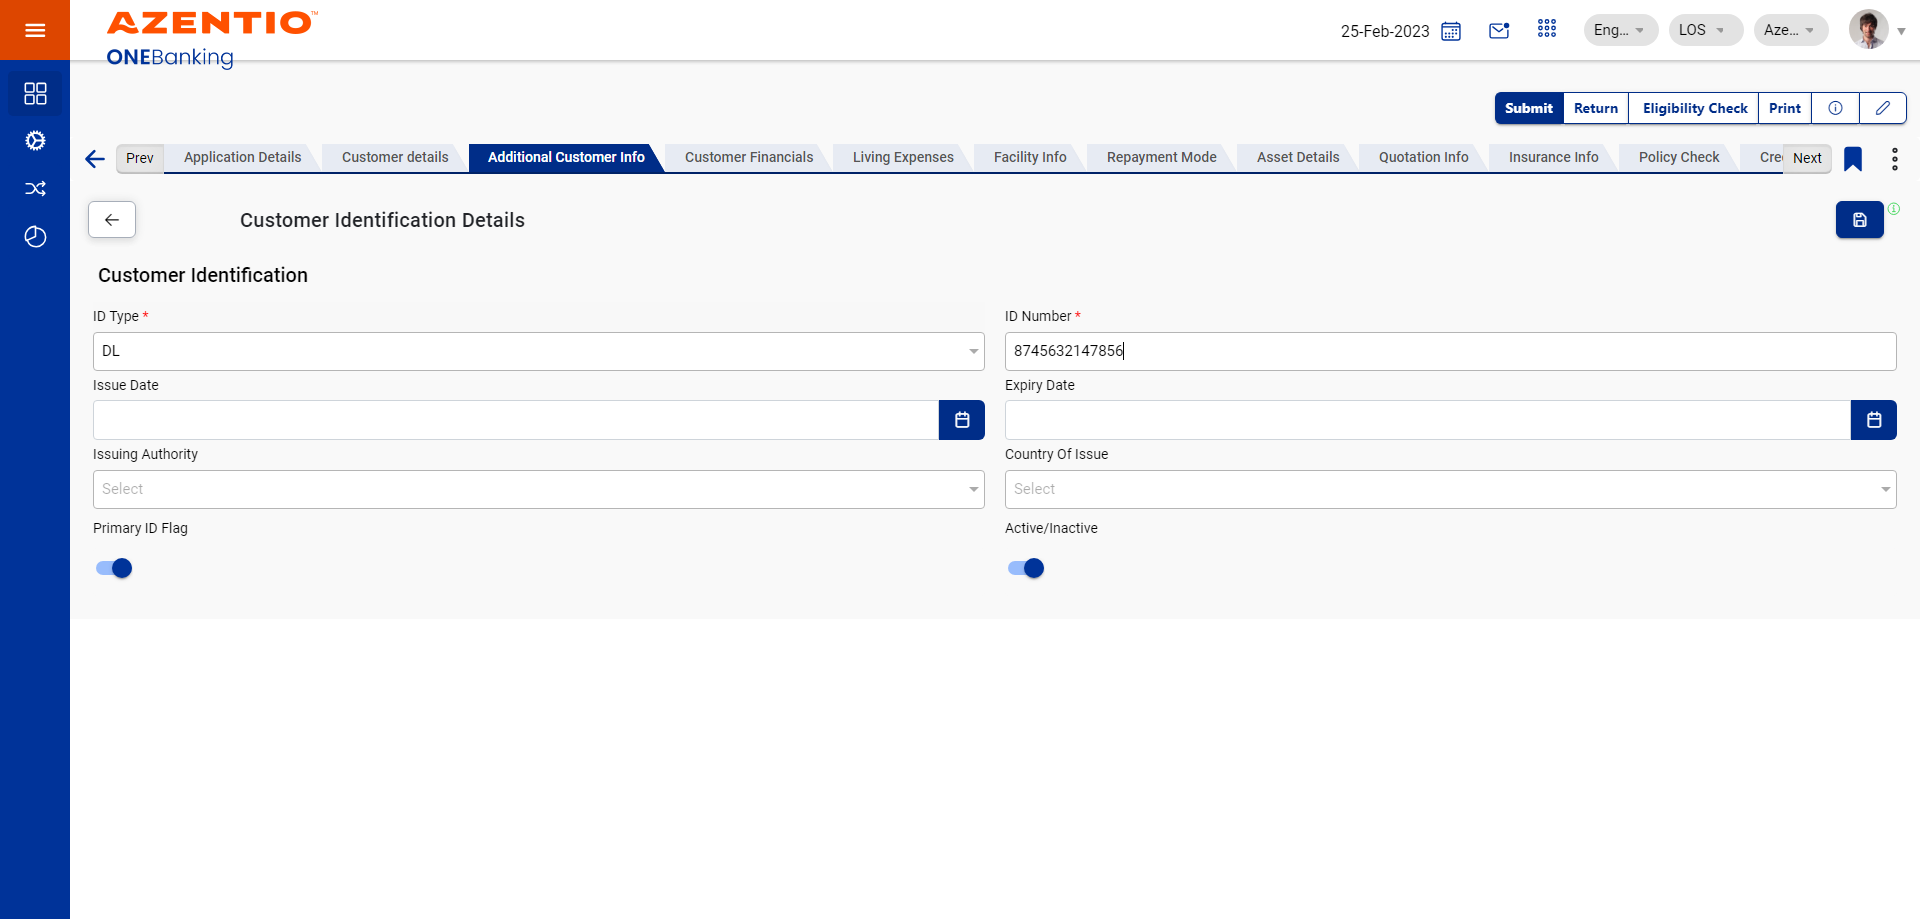 AZENTIO™
ONEBanking
25-Feb-2023
Eng...
LOS
Aze...
Submit
Return
Eligibility Check
Print
Prev
Application Details
Customer details
Additional Customer Info
Customer Financials
Living Expenses
Facility Info
Repayment Mode
Asset Details
Quotation Info
Insurance Info
Policy Check
Cre
Next
Customer Identification Details
Customer Identification
ID Type *
ID Number *
DL
8745632147856
Issue Date
Expiry Date
Issuing Authority
Country Of Issue
Select
Select
Primary ID Flag
Active/Inactive